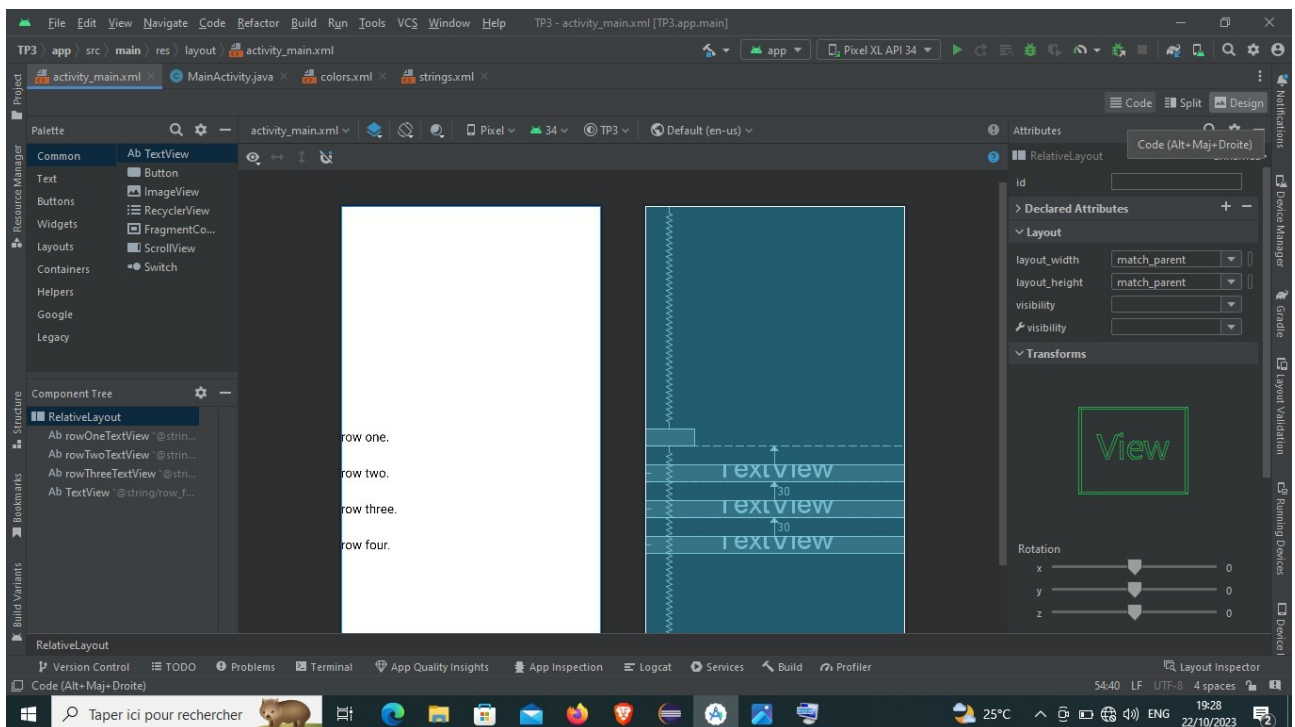 File Edit View Navigate Code Refactor Build Run Tools VCS Window Help TP3 - activity_main.xml [TP3.app.main]
TP3 app src main res layout activity_main.xml app Pixel XL API 34
activity_main.xml MainActivity.java colors.xml strings.xml
Code Split Design
Palette activity_main.xml Pixel 34 TP3 Default (en-us) Attributes
Code (Alt+Maj+Droite)
Common Ab TextView RelativeLayout
Text Button
Buttons ImageView id
Widgets RecyclerView Declared Attributes
Layouts FragmentCo... Layout
Containers ScrollView layout_width match_parent
Helpers Switch layout_height match_parent
Google visibility
Legacy visibility
Transforms
Component Tree
RelativeLayout
Ab rowOneTextView "@strin...
Ab rowTwoTextView "@strin...
Ab rowThreeTextView "@stri...
Ab TextView "@string/row_f...
row one.
row two.
row three.
row four.
TextView
30
TextView
30
TextView
View
Rotation
x 0
y 0
z 0
Project
Resource Manager
Structure
Bookmarks
Build Variants
Notifications
Device Manager
Gradle
Layout Validation
Running Devices
RelativeLayout
Version Control TODO Problems Terminal App Quality Insights App Inspection Logcat Services Build Profiler Layout Inspector
Code (Alt+Maj+Droite) 54:40 LF UTF-8 4 spaces
Taper ici pour rechercher 25°C ENG 19:28
22/10/2023 2